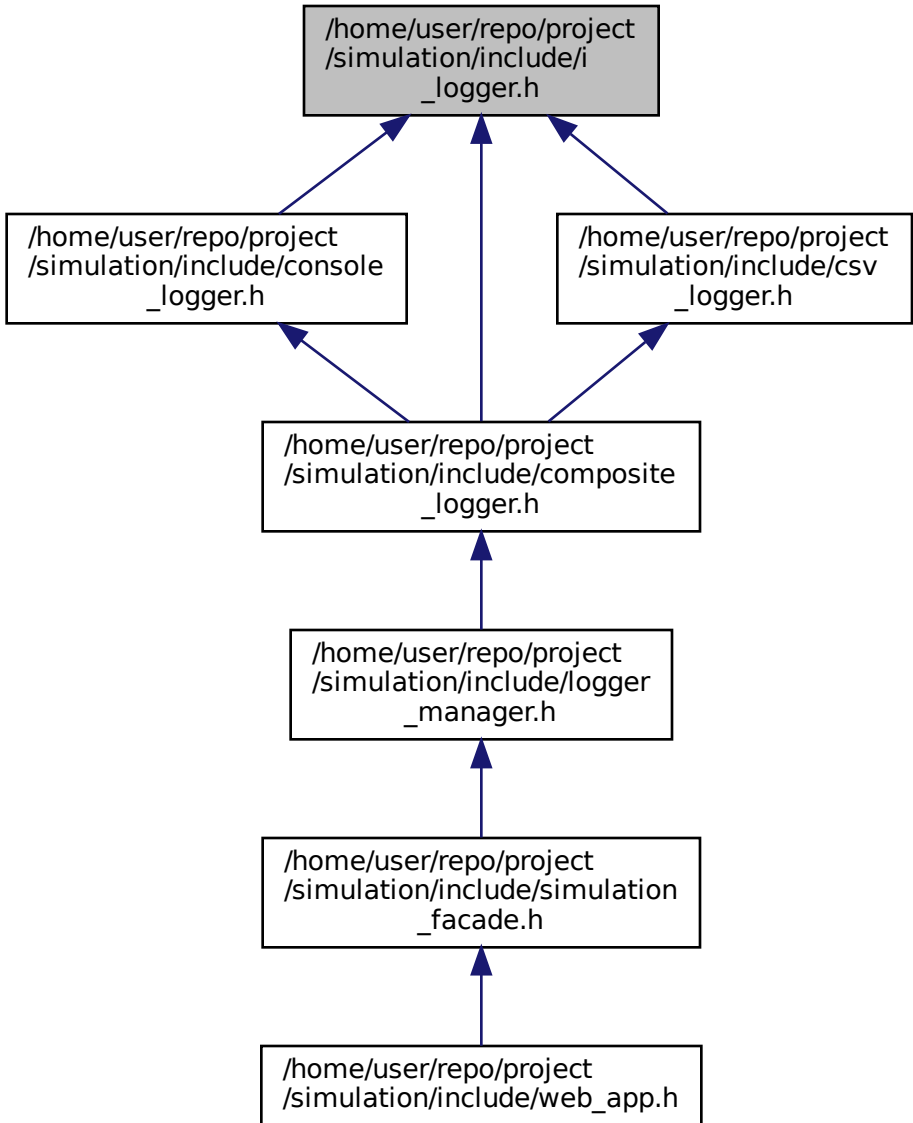 /home/user/repo/project
/simulation/include/i
_logger.h
/home/user/repo/project
/simulation/include/console
_logger.h
/home/user/repo/project
/simulation/include/csv
_logger.h
/home/user/repo/project
/simulation/include/composite
_logger.h
/home/user/repo/project
/simulation/include/logger
_manager.h
/home/user/repo/project
/simulation/include/simulation
_facade.h
/home/user/repo/project
/simulation/include/web_app.h